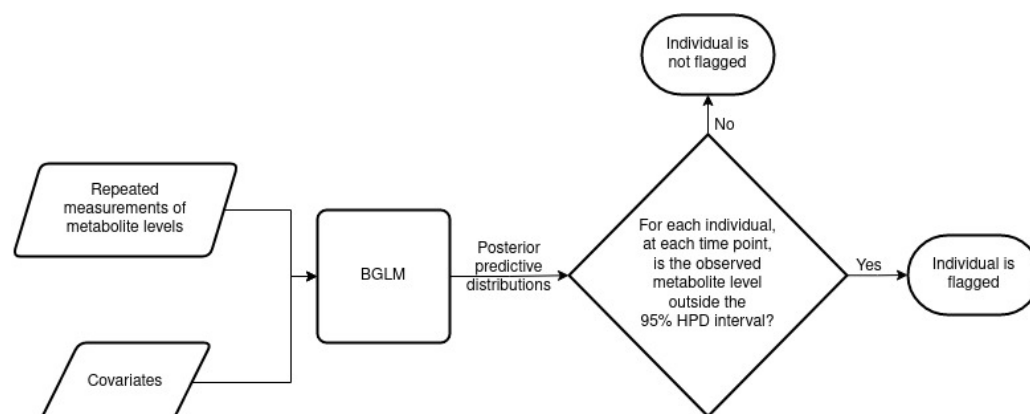 Individual is
not flagged
No
Repeated
measurements of
metabolite levels
Posterior
predictive
distributions
BGLM
For each individual,
at each time point,
is the observed
metabolite level
outside the
95% HPD interval?
Yes
Individual is
flagged
Covariates